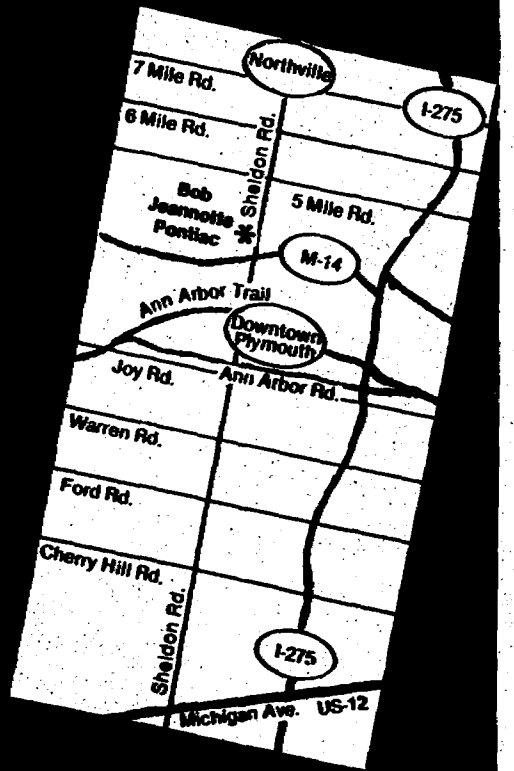 Northville
7 Mile Rd.
I-275
6 Mile Rd.
Sheldon Rd.
Bob
Jeannotte
Pontiac
5 Mile Rd.
M-14
Ann Arbor Trail
Downtown
Plymouth
Joy Rd.
Ann Arbor Rd.
Warren Rd.
Ford Rd.
Cherry Hill Rd.
Sheldon Rd.
I-275
Michigan Ave. US-12